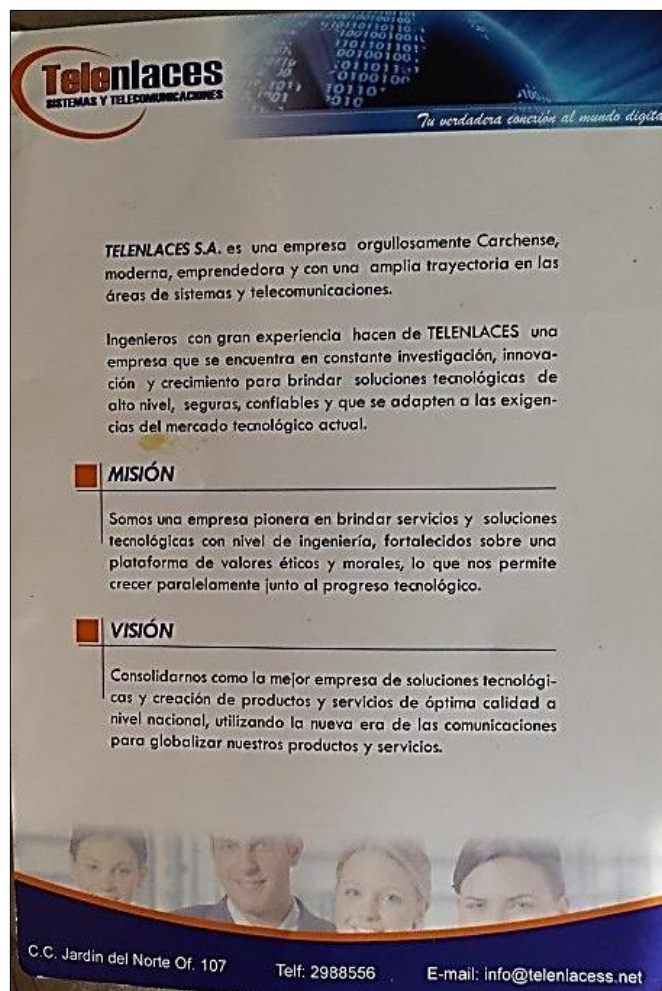 Telenlaces
SISTEMAS Y TELECOMUNICACIONES
Tu verdadera conexión al mundo digita
TELENLACES S.A. es una empresa orgullosamente Carchense,
moderna, emprendedora y con una amplia trayectoria en las
áreas de sistemas y telecomunicaciones.
Ingenieros con gran experiencia hacen de TELENLACES una
empresa que se encuentra en constante investigación, innova-
ción y crecimiento para brindar soluciones tecnológicas de
alto nivel, seguras, confiables y que se adapten a las exigen-
cias del mercado tecnológico actual.
MISIÓN
Somos una empresa pionera en brindar servicios y soluciones
tecnológicas con nivel de ingeniería, fortalecidos sobre una
plataforma de valores éticos y morales, lo que nos permite
crecer paralelamente junto al progreso tecnológico.
VISIÓN
Consolidarnos como la mejor empresa de soluciones tecnológi-
cas y creación de productos y servicios de óptima calidad a
nivel nacional, utilizando la nueva era de las comunicaciones
para globalizar nuestros productos y servicios.
C.C. Jardín del Norte Of. 107
Telf: 2988556
E-mail: info@telenlacess.net